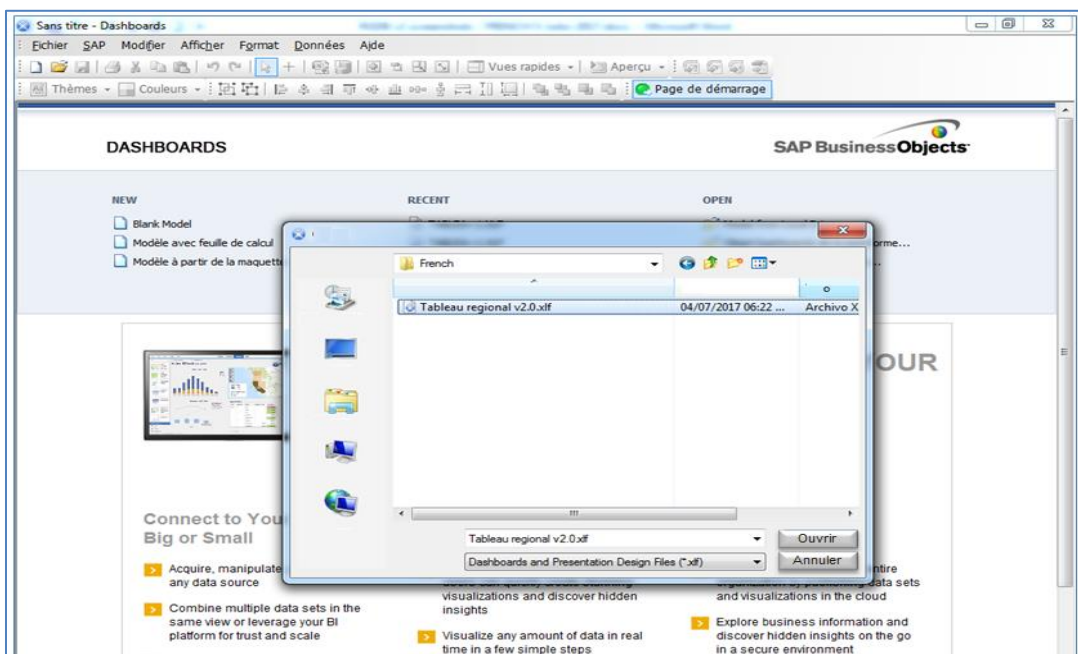 Sans titre - Dashboards
Fichier SAP Modifier Afficher Format Données Aide
Vues rapides Aperçu
Thèmes Couleurs Page de démarrage
DASHBOARDS
SAP BusinessObjects
NEW RECENT OPEN
Blank Model
Modèle avec feuille de calcul
Modèle à partir de la maquette
orme...
French
Tableau regional v2.0.xlf 04/07/2017 06:22 ... Archivo X
OUR
Tableau regional v2.0.xlf Ouvrir
Dashboards and Presentation Design Files (*.xlf) Annuler
Connect to You
Big or Small
Acquire, manipulate
any data source
Combine multiple data sets in the
same view or leverage your BI
platform for trust and scale
visualizations and discover hidden
insights
Visualize any amount of data in real
time in a few simple steps
ntire
data sets
and visualizations in the cloud
Explore business information and
discover hidden insights on the go
in a secure environment